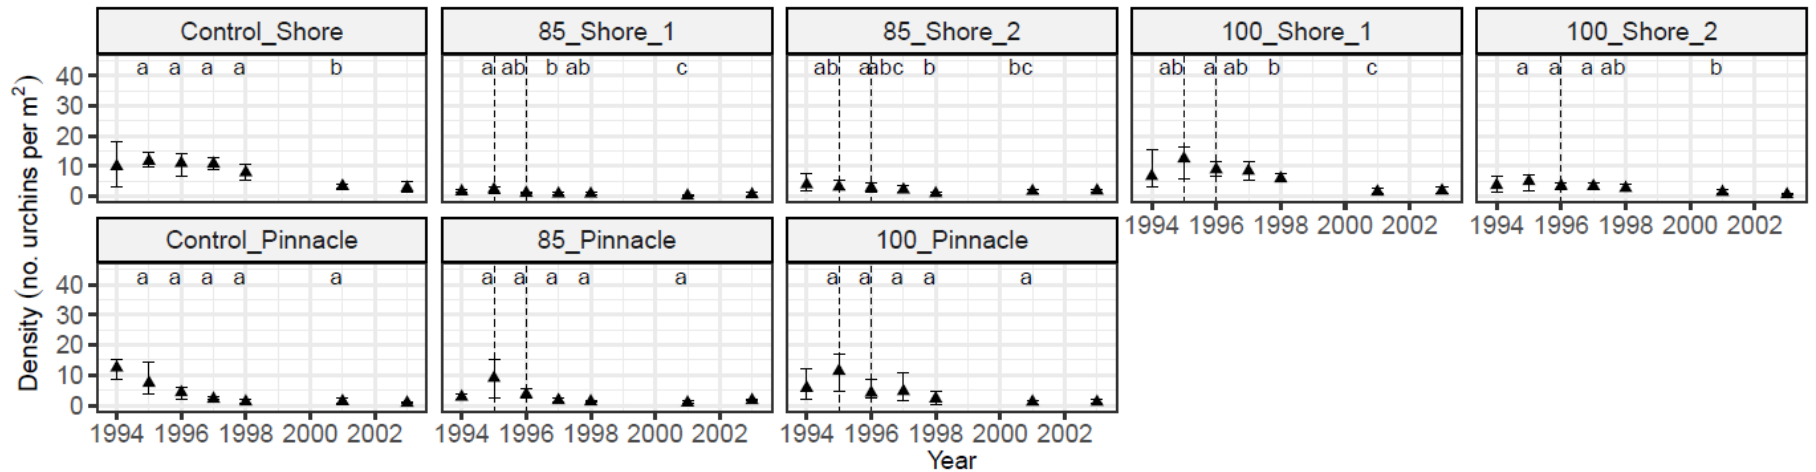 Control_Shore 85_Shore_1 85_Shore_2 100_Shore_1 100_Shore_2
40 a a a a b a ab b ab c ab a abc b bc ab a ab b c a a a ab b
30
20
10
0
1994 1996 1998 2000 2002 1994 1996 1998 2000 2002
Control_Pinnacle 85_Pinnacle 100_Pinnacle
40 a a a a a a a a a a a a a a a
30
20
10
0
1994 1996 1998 2000 2002 1994 1996 1998 2000 2002 1994 1996 1998 2000 2002
Year
Density (no. urchins per m²)